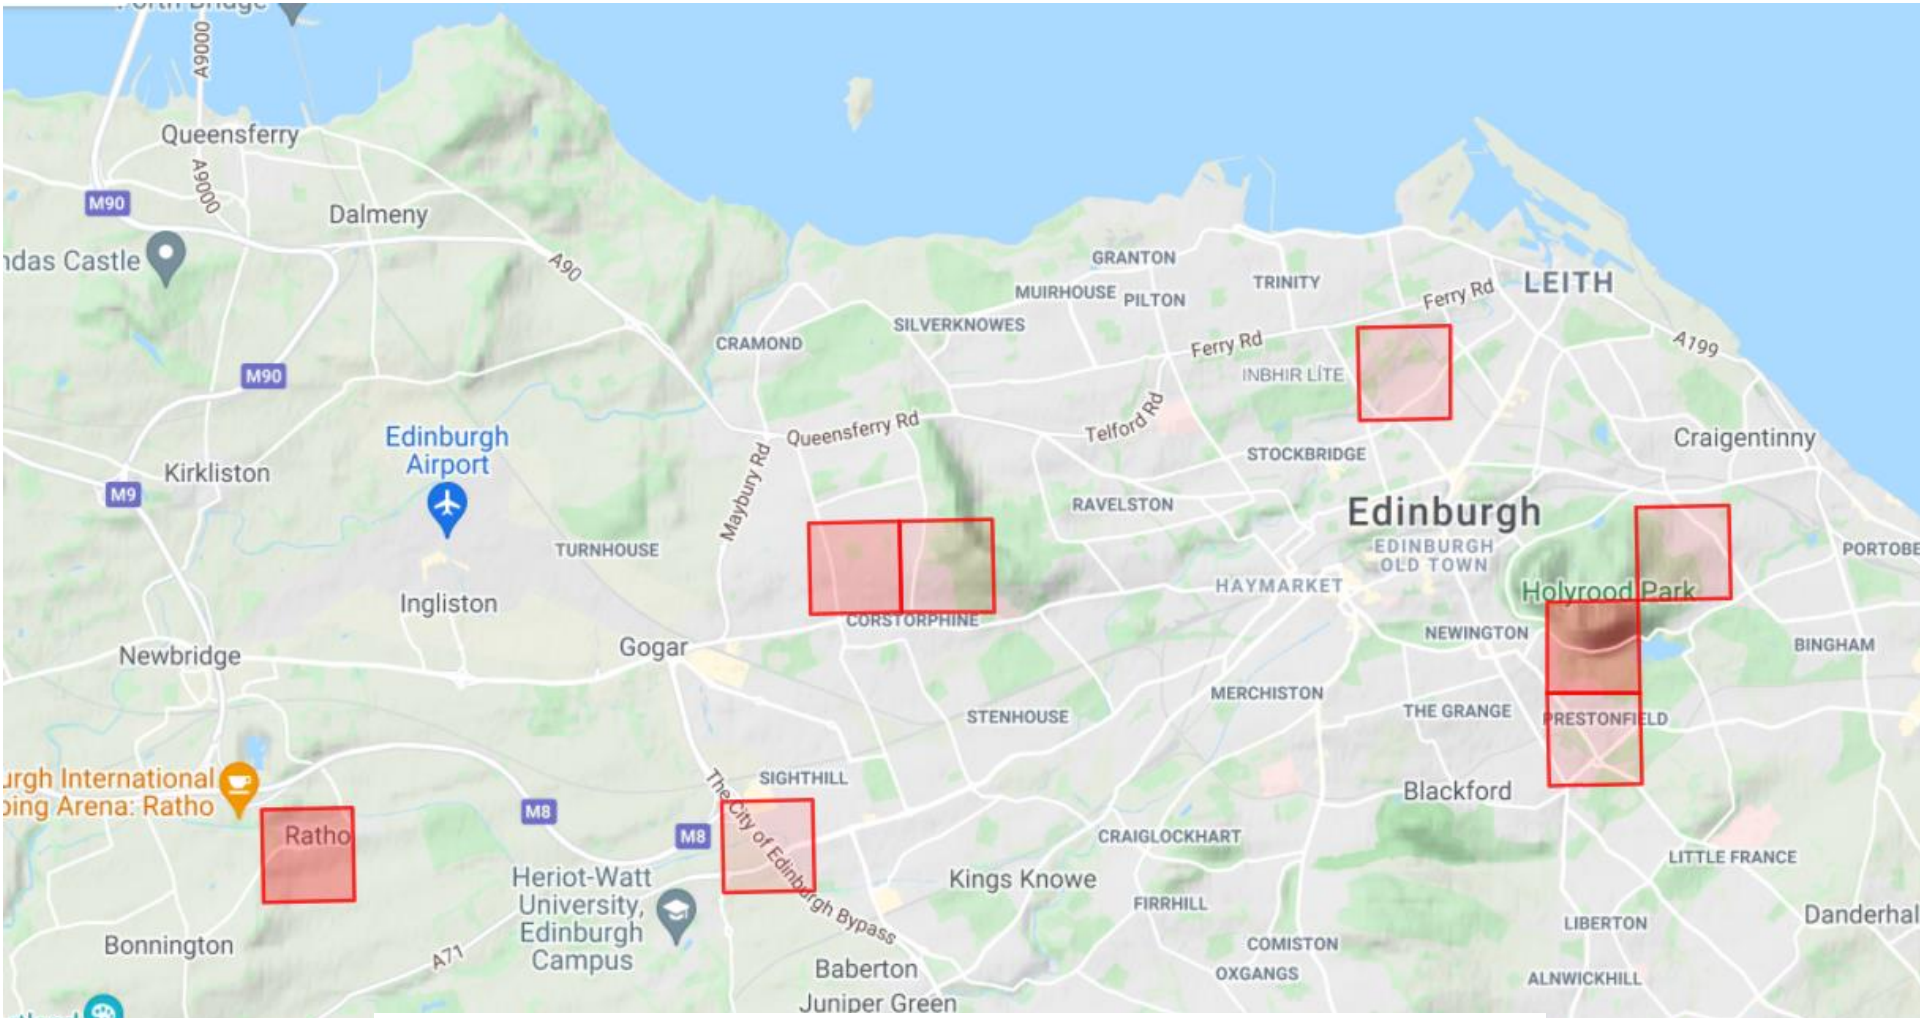 Forth Bridge
A9000
Queensferry
A9000
M90
Dalmeny
ndas Castle
A90
GRANTON
MUIRHOUSE
PILTON
TRINITY
Ferry Rd
LEITH
SILVERKNOWES
CRAMOND
Ferry Rd
A199
M90
INBHIR LÍTE
Queensferry Rd
Telford Rd
Edinburgh
Airport
Craigentinny
Maybury Rd
STOCKBRIDGE
Kirkliston
M9
RAVELSTON
Edinburgh
EDINBURGH
OLD TOWN
TURNHOUSE
PORTOBE
HAYMARKET
Holyrood Park
Ingliston
CORSTORPHINE
NEWINGTON
Gogar
BINGHAM
Newbridge
MERCHISTON
THE GRANGE
STENHOUSE
PRESTONFIELD
urgh International
bing Arena: Ratho
SIGHTHILL
The City of Edinburgh Bypass
Blackford
M8
M8
Ratho
CRAIGLOCKHART
LITTLE FRANCE
Heriot-Watt
University,
Edinburgh
Campus
Kings Knowe
FIRRHILL
Danderhal
LIBERTON
Bonnington
A71
COMISTON
Baberton
OXGANGS
ALNWICKHILL
Juniper Green